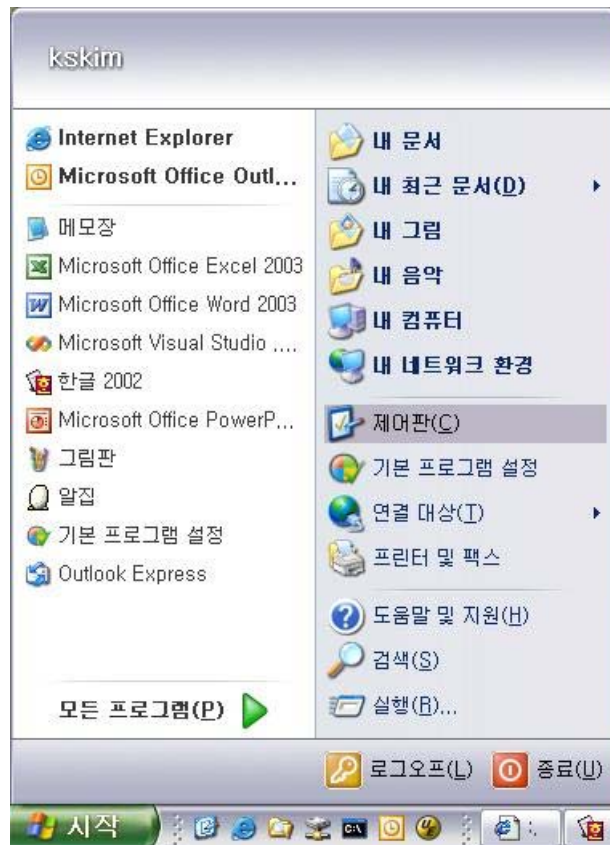 kskim
Internet Explorer
Microsoft Office Outl...
메모장
Microsoft Office Excel 2003
Microsoft Office Word 2003
Microsoft Visual Studio ....
한글 2002
Microsoft Office PowerP...
그림판
알집
기본 프로그램 설정
Outlook Express
모든 프로그램(P)
내 문서
내 최근 문서(D)
내 그림
내 음악
내 컴퓨터
내 네트워크 환경
제어판(C)
기본 프로그램 설정
연결 대상(T)
프린터 및 팩스
도움말 및 지원(H)
검색(S)
실행(R)...
로그오프(L)
종료(U)
시작